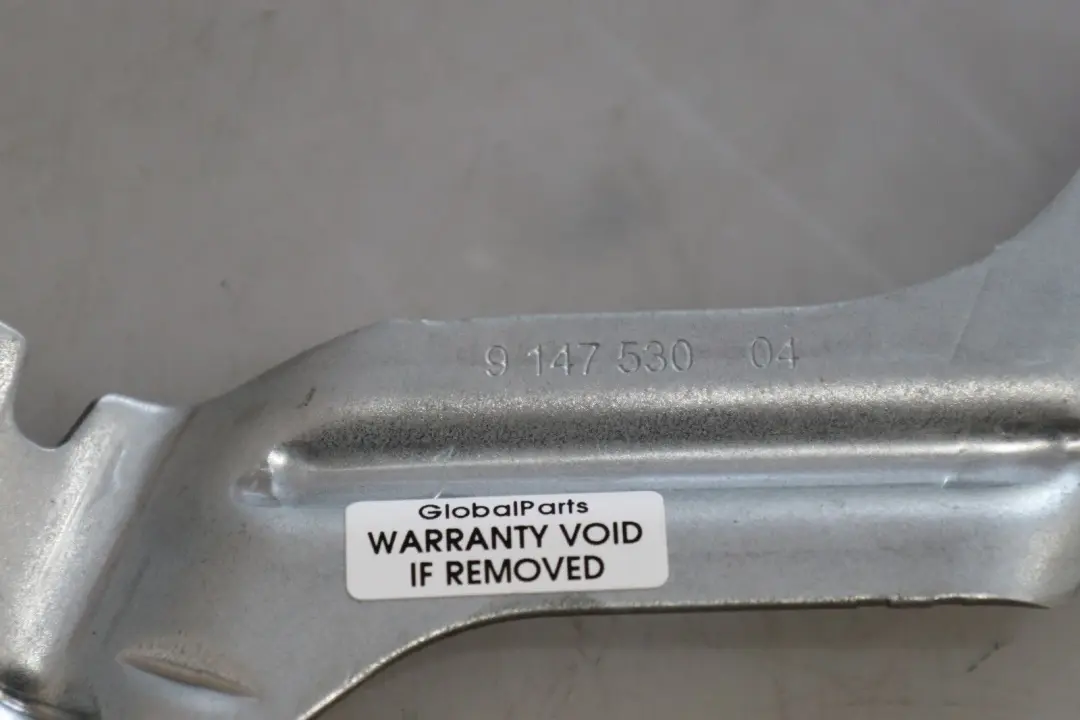 9 147 530 04
GlobalParts
WARRANTY VOID
IF REMOVED